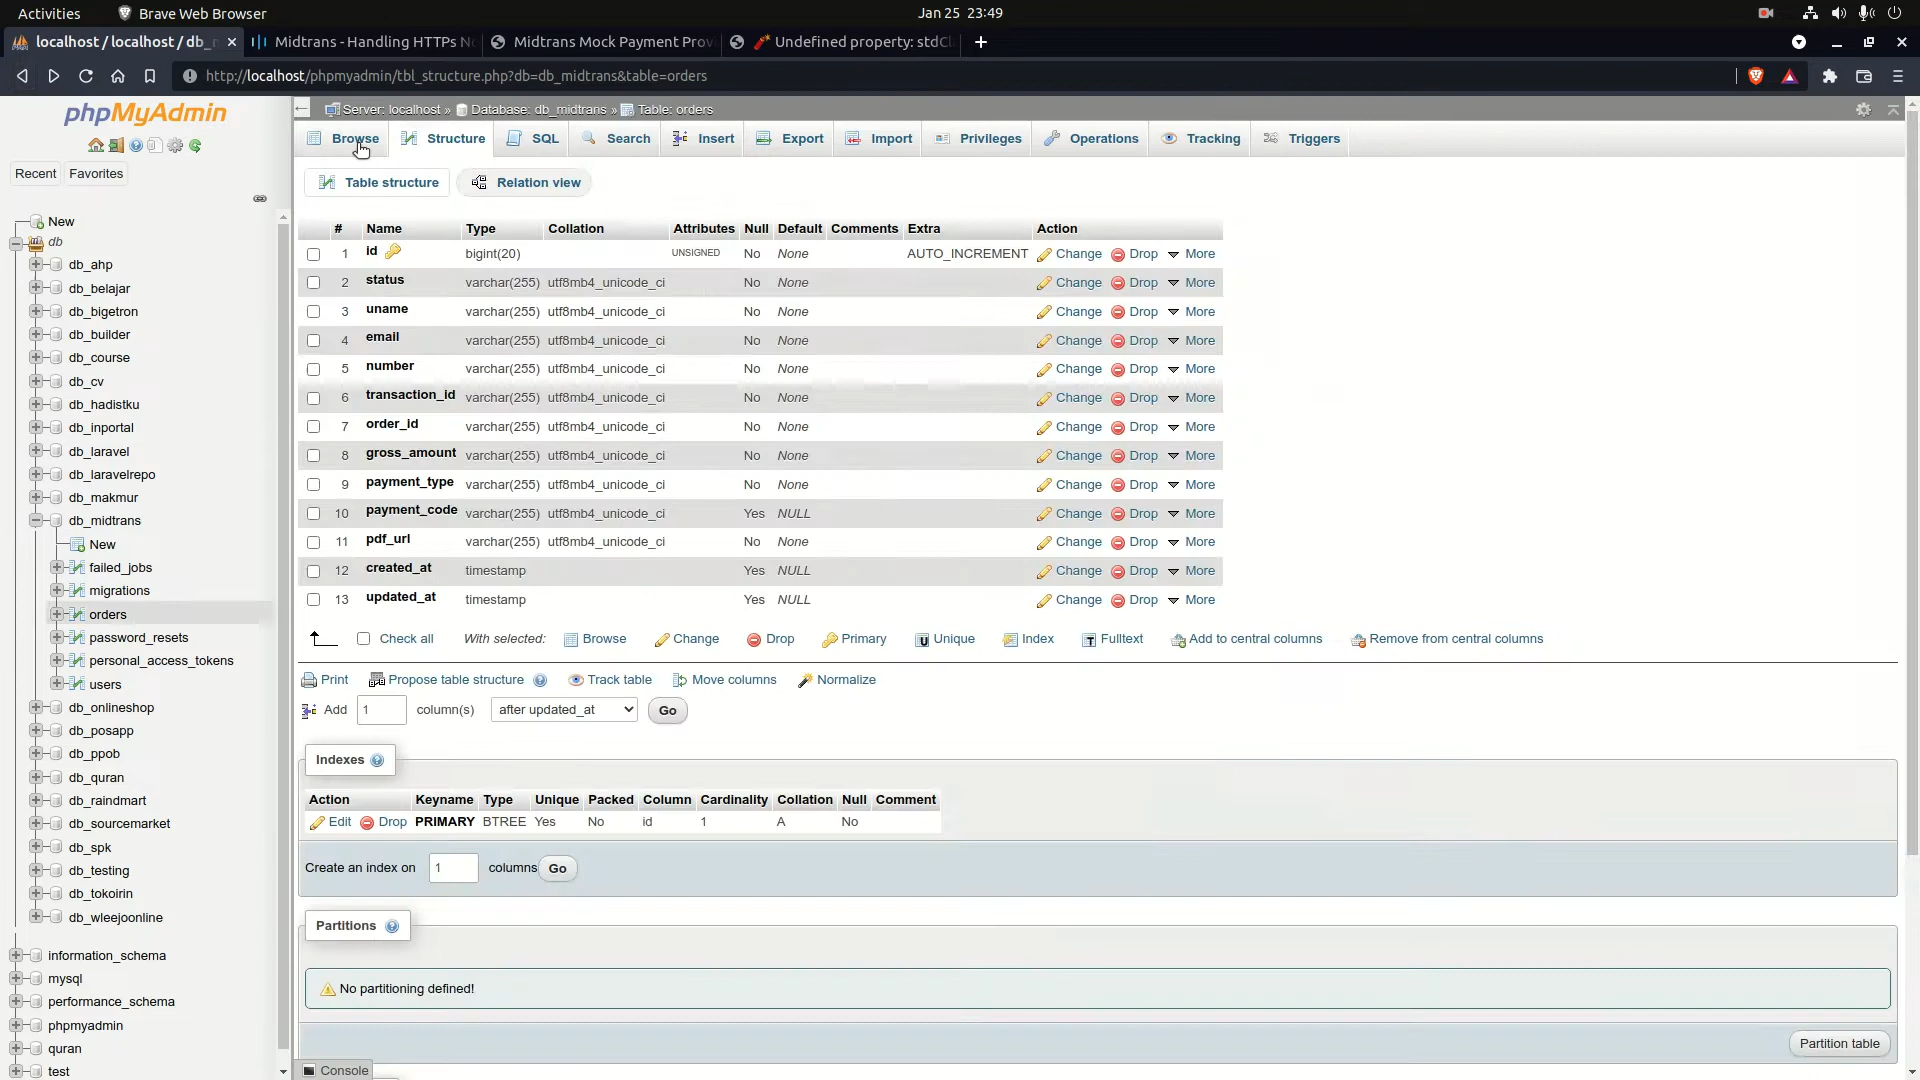 Activities Brave Web Browser Jan 25 23:49
localhost / localhost / db_ Midtrans - Handling HTTPs Midtrans Mock Payment Prov Undefined property: stdCl
http://localhost/phpmyadmin/tbl_structure.php?db=db_midtrans&table=orders
phpMyAdmin
Recent Favorites
New
db
db_ahp
db_belajar
db_bigetron
db_builder
db_course
db_cv
db_hadistku
db_inportal
db_laravel
db_laravelrepo
db_makmur
db_midtrans
New
failed_jobs
migrations
orders
password_resets
personal_access_tokens
users
db_onlineshop
db_posapp
db_ppob
db_quran
db_raindmart
db_sourcemarket
db_spk
db_testing
db_tokoirin
db_wleejoonline
information_schema
mysql
performance_schema
phpmyadmin
quran
test
Server: localhost » Database: db_midtrans » Table: orders
Browse Structure SQL Search Insert Export Import Privileges Operations Tracking Triggers
Table structure Relation view
# Name Type Collation Attributes Null Default Comments Extra Action
1 id bigint(20) UNSIGNED No None AUTO_INCREMENT Change Drop More
2 status varchar(255) utf8mb4_unicode_ci No None Change Drop More
3 uname varchar(255) utf8mb4_unicode_ci No None Change Drop More
4 email varchar(255) utf8mb4_unicode_ci No None Change Drop More
5 number varchar(255) utf8mb4_unicode_ci No None Change Drop More
6 transaction_id varchar(255) utf8mb4_unicode_ci No None Change Drop More
7 order_id varchar(255) utf8mb4_unicode_ci No None Change Drop More
8 gross_amount varchar(255) utf8mb4_unicode_ci No None Change Drop More
9 payment_type varchar(255) utf8mb4_unicode_ci No None Change Drop More
10 payment_code varchar(255) utf8mb4_unicode_ci Yes NULL Change Drop More
11 pdf_url varchar(255) utf8mb4_unicode_ci No None Change Drop More
12 created_at timestamp Yes NULL Change Drop More
13 updated_at timestamp Yes NULL Change Drop More
Check all With selected: Browse Change Drop Primary Unique Index Fulltext Add to central columns Remove from central columns
Print Propose table structure Track table Move columns Normalize
Add 1 column(s) after updated_at Go
Indexes
Action Keyname Type Unique Packed Column Cardinality Collation Null Comment
Edit Drop PRIMARY BTREE Yes No id 1 A No
Create an index on 1 columns Go
Partitions
No partitioning defined!
Partition table
Console